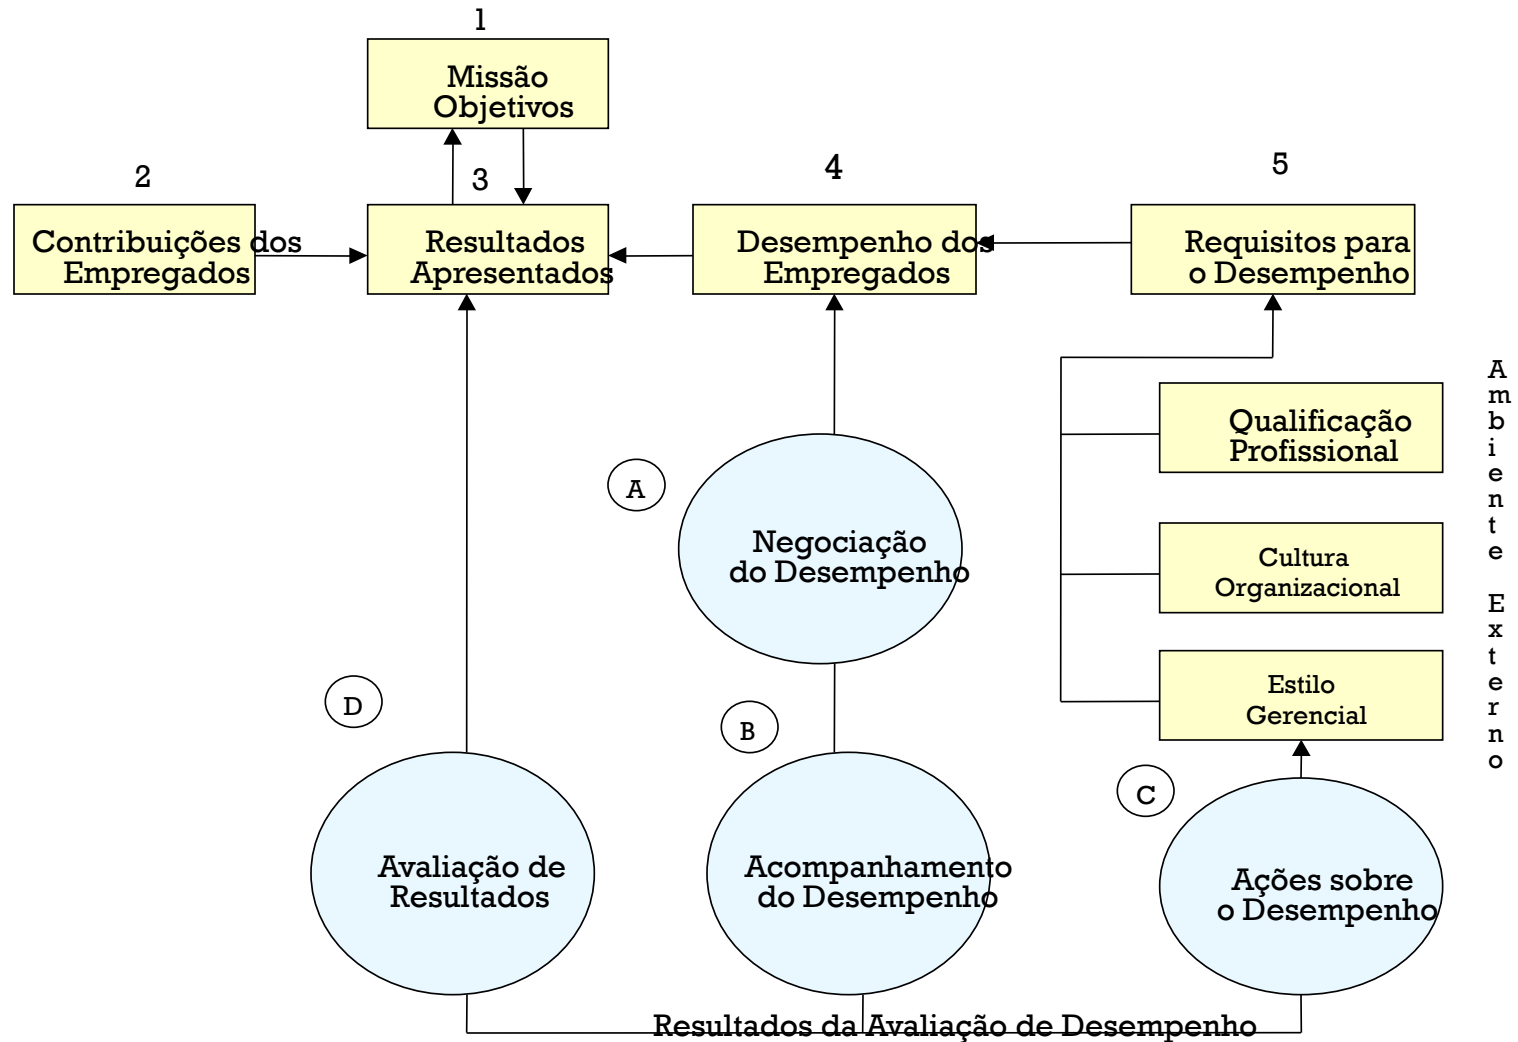 1
Missão
Objetivos
2
3
4
5
Contribuições dos
Empregados
Resultados
Apresentados
Desempenho dos
Empregados
Requisitos para
o Desempenho
Qualificação
Profissional
Cultura
Organizacional
Estilo
Gerencial
Ambiente Externo
A
Negociação
do Desempenho
D
B
C
Avaliação de
Resultados
Acompanhamento
do Desempenho
Ações sobre
o Desempenho
Resultados da Avaliação de Desempenho